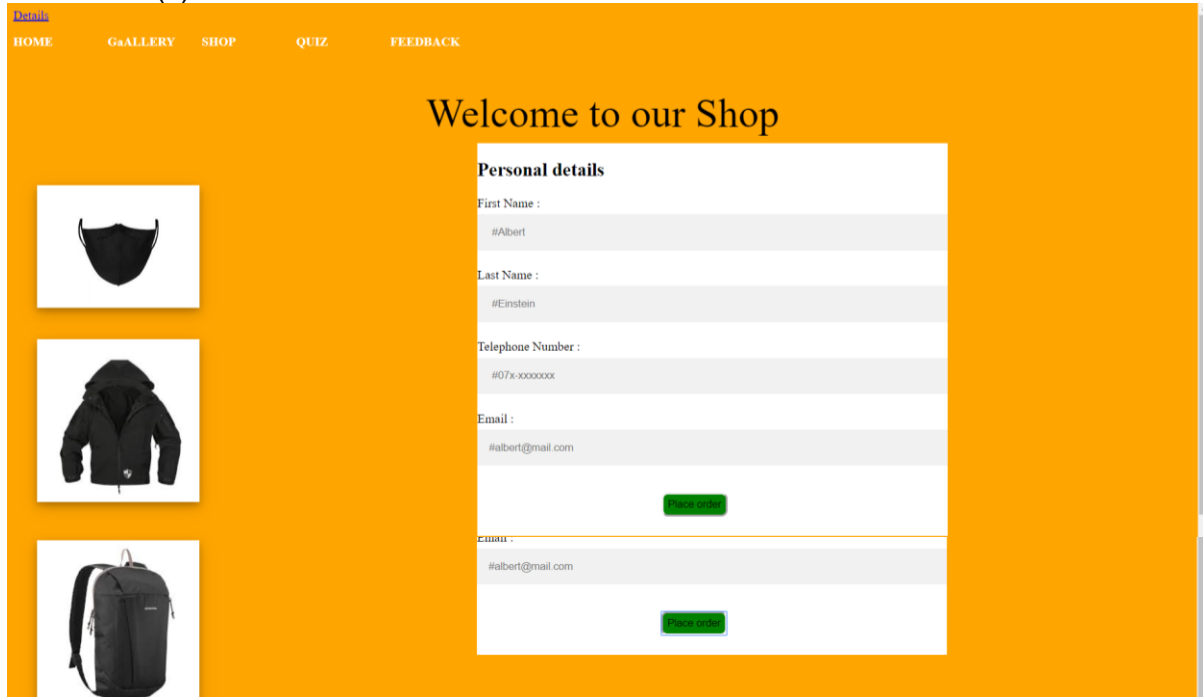 Details
HOME GaALLERY SHOP QUIZ FEEDBACK
Welcome to our Shop
Personal details
First Name :
#Albert
Last Name :
#Einstein
Telephone Number :
#07x-xxxxxxx
Email :
#albert@mail.com
Place order
Email :
#albert@mail.com
Place order